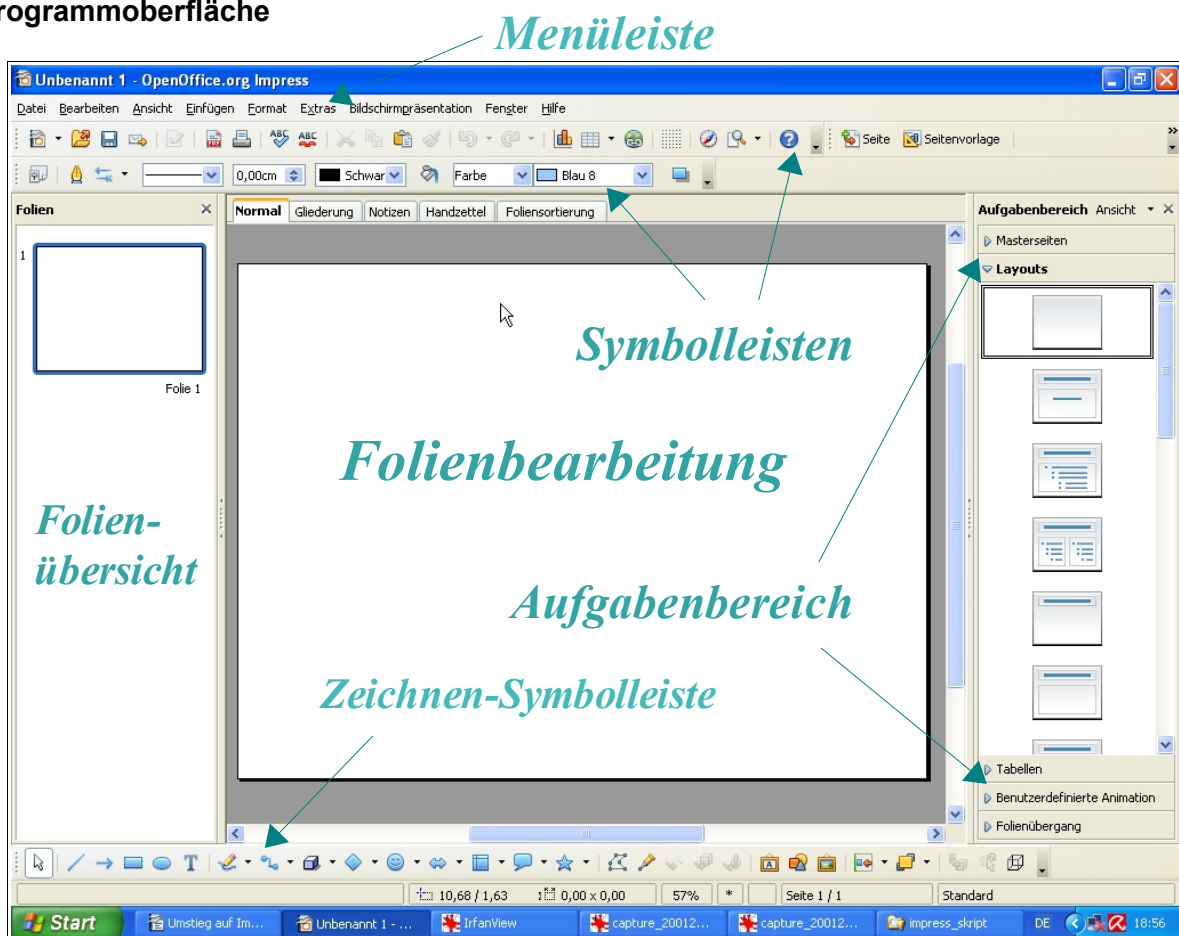 rogrammoberfläche
Menüleiste
Unbenannt 1 - OpenOffice.org Impress
Datei Bearbeiten Ansicht Einfügen Format Extras Bildschirmpräsentation Fenster Hilfe
Seite Seitenvorlage
0,00cm Schwar Farbe Blau 8
Folien
Normal Gliederung Notizen Handzettel Foliensortierung
Aufgabenbereich Ansicht
1
Masterseiten
Layouts
Symbolleisten
Folie 1
Folienbearbeitung
Folien-
übersicht
Aufgabenbereich
Zeichnen-Symbolleiste
Tabellen
Benutzerdefinierte Animation
Folienübergang
10,68 / 1,63 0,00 x 0,00 57% * Seite 1 / 1 Standard
Start Umstieg auf Im... Unbenannt 1 - ... IrfanView capture_20012... capture_20012... impress_skript DE 18:56